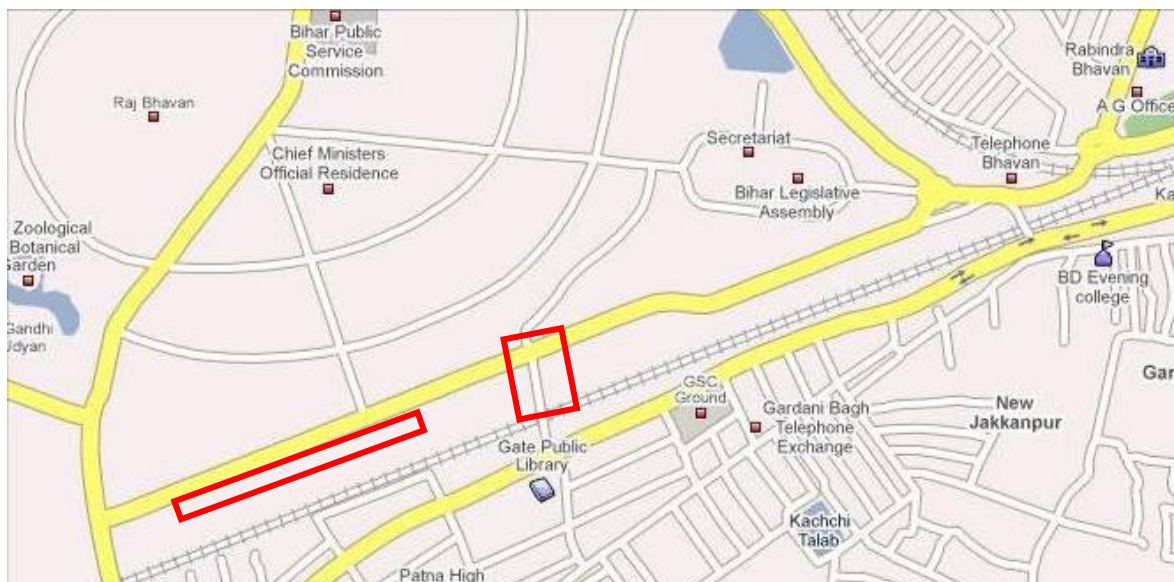 Bihar Public
Service
Commission
Rabindra
Bhavan
Raj Bhavan
A G Office
Secretariat
Telephone
Bhavan
Chief Ministers
Official Residence
Bihar Legislative
Assembly
Ka
Zoological
Botanical
Garden
BD Evening
college
Gandhi
Udyan
GSC
Ground
Gardani Bagh
Telephone
Exchange
New
Jakkanpur
Gar
Gate Public
Library
Kachchi
Talab
Patna High